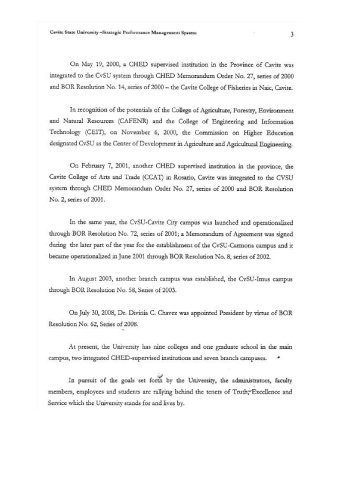 Cavite State University –Strategic Performance Management System
3
On May 19, 2000, a CHED supervised institution in the Province of Cavite was
integrated to the CvSU system through CHED Memorandum Order No. 27, series of 2000
and BOR Resolution No. 14, series of 2000 – the Cavite College of Fisheries in Naic, Cavite.
In recognition of the potentials of the College of Agriculture, Forestry, Environment
and Natural Resources (CAFENR) and the College of Engineering and Information
Technology (CEIT), on November 6, 2000, the Commission on Higher Education
designated CvSU as the Center of Development in Agriculture and Agricultural Engineering.
On February 7, 2001, another CHED supervised institution in the province, the
Cavite College of Arts and Trade (CCAT) in Rosario, Cavite was integrated to the CVSU
system through CHED Memorandum Order No. 27, series of 2000 and BOR Resolution
No. 2, series of 2001.
In the same year, the CvSU-Cavite City campus was launched and operationalized
through BOR Resolution No. 72, series of 2001; a Memorandum of Agreement was signed
during the later part of the year for the establishment of the CvSU-Carmona campus and it
became operationalized in June 2001 through BOR Resolution No. 8, series of 2002.
In August 2003, another branch campus was established, the CvSU-Imus campus
through BOR Resolution No. 58, Series of 2003.
On July 30, 2008, Dr. Divinia C. Chavez was appointed President by virtue of BOR
Resolution No. 62, Series of 2008.
At present, the University has nine colleges and one graduate school in the main
campus, two integrated CHED-supervised institutions and seven branch campuses.
In pursuit of the goals set forth by the University, the administrators, faculty
members, employees and students are rallying behind the tenets of Truth, Excellence and
Service which the University stands for and lives by.